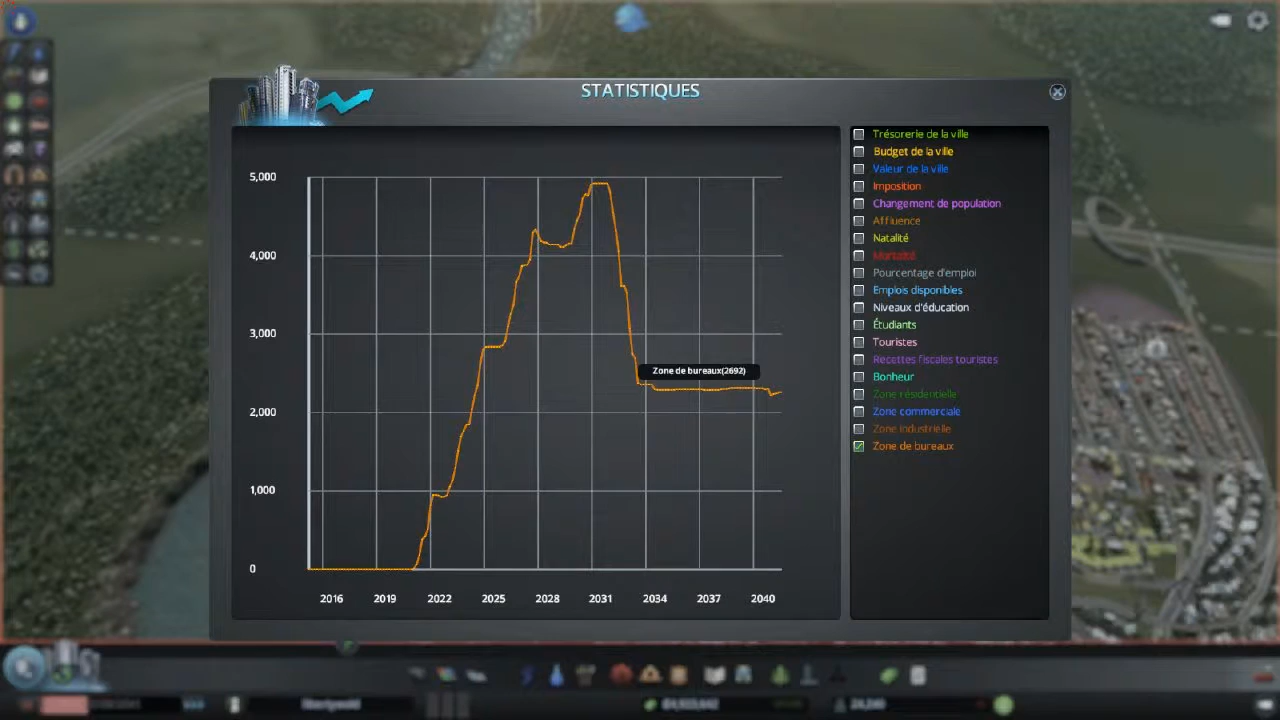 STATISTIQUES
5,000
4,000
3,000
2,000
1,000
0
2016 2019 2022 2025 2028 2031 2034 2037 2040
Zone de bureaux(2692)
Trésorerie de la ville
Budget de la ville
Valeur de la ville
Imposition
Changement de population
Affluence
Natalité
Mortalité
Pourcentage d'emploi
Emplois disponibles
Niveaux d'éducation
Étudiants
Touristes
Recettes fiscales touristes
Bonheur
Zone résidentielle
Zone commerciale
Zone industrielle
Zone de bureaux